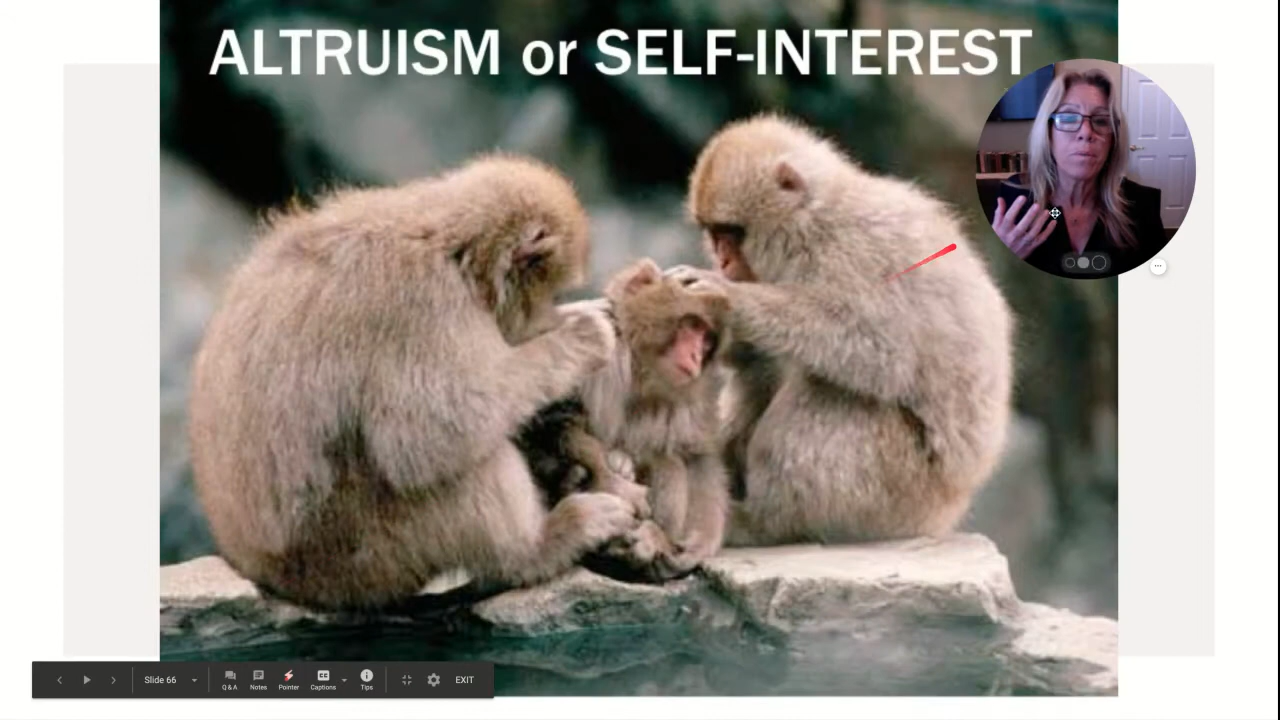 ALTRUISM or SELF-INTEREST
Slide 66
Q&A
Notes
Pointer
Captions
Tips
EXIT